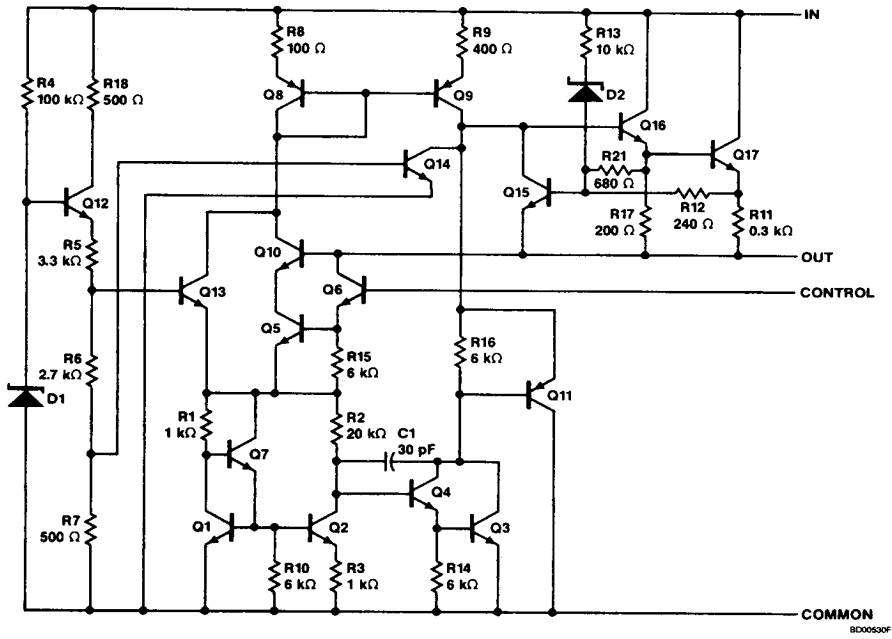 IN
R8
100 Ω
R9
400 Ω
R13
10 kΩ
R4
100 kΩ
R18
500 Ω
Q8
Q9
D2
Q16
Q14
Q17
R21
680 Ω
Q12
Q15
R12
240 Ω
R17
200 Ω
R11
0.3 kΩ
R5
3.3 kΩ
Q10
OUT
Q13
Q6
CONTROL
Q5
R15
6 kΩ
R16
6 kΩ
R6
2.7 kΩ
D1
Q11
R1
1 kΩ
R2
20 kΩ
C1
30 pF
Q7
Q4
R7
500 Ω
Q1
Q2
Q3
R10
6 kΩ
R3
1 kΩ
R14
6 kΩ
COMMON
BD00530F